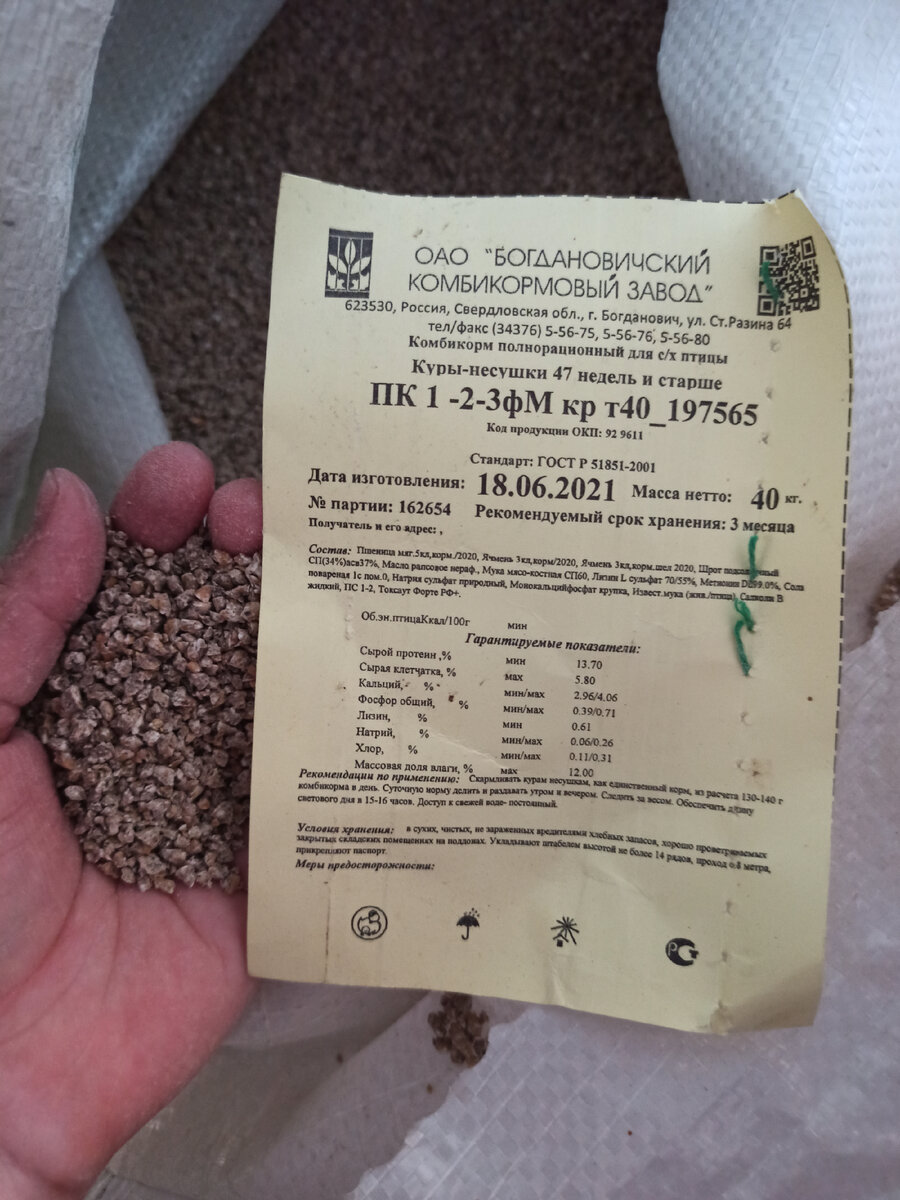 ОАО "БОГДАНОВИЧСКИЙ
КОМБИКОРМОВЫЙ ЗАВОД"
623530, Россия, Свердловская обл., г. Богданович, ул. Ст.Разина 64
тел/факс (34376) 5-56-75, 5-56-76, 5-56-80
Комбикорм полнорационный для с/х птицы
Куры-несушки 47 недель и старше
ПК 1 -2-3фМ кр т40_197565
Код продукции ОКП: 92 9611
Стандарт: ГОСТ Р 51851-2001
Дата изготовления: 18.06.2021 Масса нетто: 40 кг.
№ партии: 162654 Рекомендуемый срок хранения: 3 месяца
Получатель и его адрес: ,
Состав: Пшеница мяг.5кл,корм./2020, Ячмень 3кл,корм/2020, Ячмень 3кл,корм.шел 2020, Шрот
СП(34%)асв37%, Масло рапсовое нераф., Мука мясо-костная СП60, Лизин L сульфат 70/55%, Метионин 99.0%, Соль
повареная 1с пом.0, Натрия сульфат природный, Монокальцийфосфат крупка, Извест.мука (жив./птица), В
жидкий, ПС 1-2, Токсаут Форте РФ+.
Об.эн.птицаКкал/100г мин
Гарантируемые показатели:
Сырой протеин ,% мин 13.70
Сырая клетчатка, % мах 5.80
Кальций, % мин/мах 2.96/4.06
Фосфор общий, % мин/мах 0.39/0.71
Лизин, % мин 0.61
Натрий, % мин/мах 0.06/0.26
Хлор, % мин/мах 0.11/0.31
Массовая доля влаги, % мах 12.00
Рекомендации по применению: Скармливать курам несушкам, как единственный корм, из расчета 130-140 г
комбикорма в день. Суточную норму делить и раздавать утром и вечером. Следить за весом. Обеспечить длину
светового дня в 15-16 часов. Доступ к свежей воде- постоянный.
Условия хранения: в сухих, чистых, не зараженных вредителями хлебных запасов, хорошо проветриваемых
закрытых складских помещениях на поддонах. Укладывают штабелем высотой не более 14 рядов, проход 0.8 метра,
прикрепляют паспорт.
Меры предосторожности: